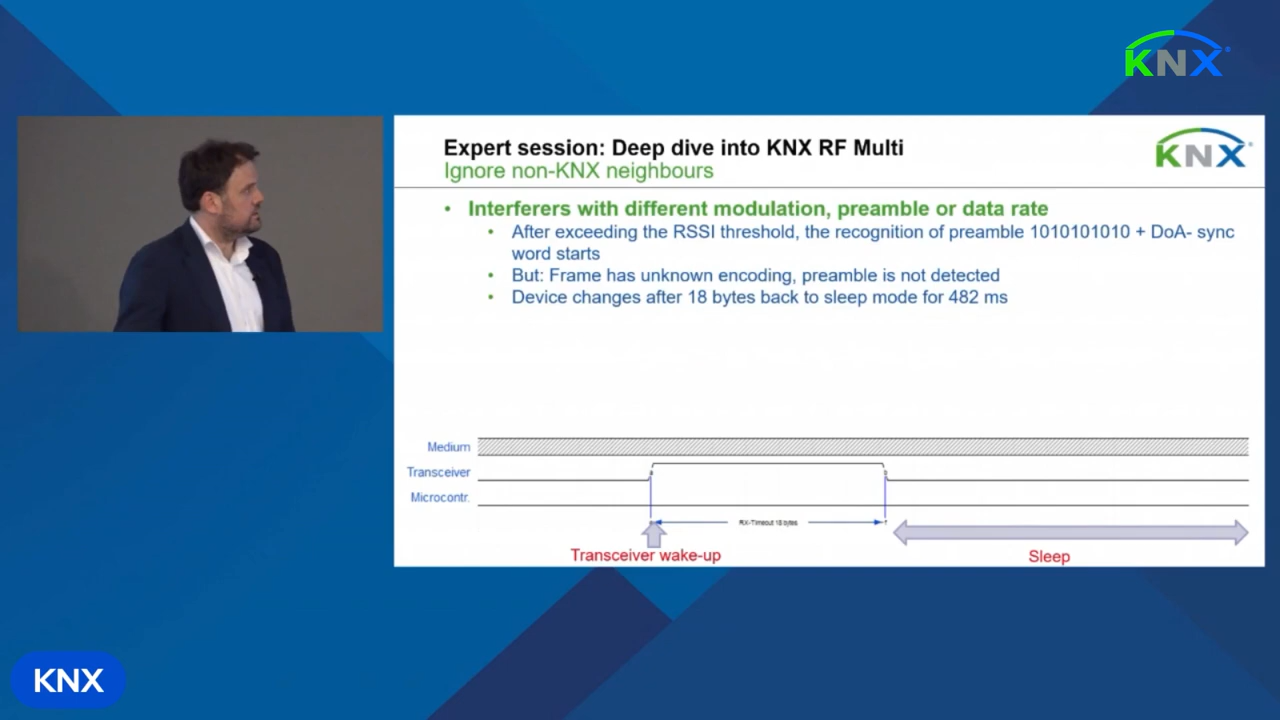 KNX
Expert session: Deep dive into KNX RF Multi
KNX
Ignore non-KNX neighbours
• Interferers with different modulation, preamble or data rate
• After exceeding the RSSI threshold, the recognition of preamble 1010101010 + DoA- sync
word starts
• But: Frame has unknown encoding, preamble is not detected
• Device changes after 18 bytes back to sleep mode for 482 ms
Medium
Transceiver
Microcontr.
RX-Timeout 18 bytes
Transceiver wake-up
Sleep
KNX